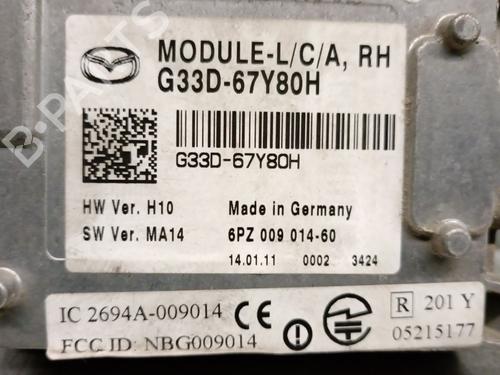 MODULE-L/C/A, RH
G33D-67Y80H
G33D-67Y80H
HW Ver. H10 Made in Germany
SW Ver. MA14 6PZ 009 014-60
14.01.11 0002 3424
IC 2694A-009014
FCC ID: NBG009014
R 201 Y
05215177
B-PARTS